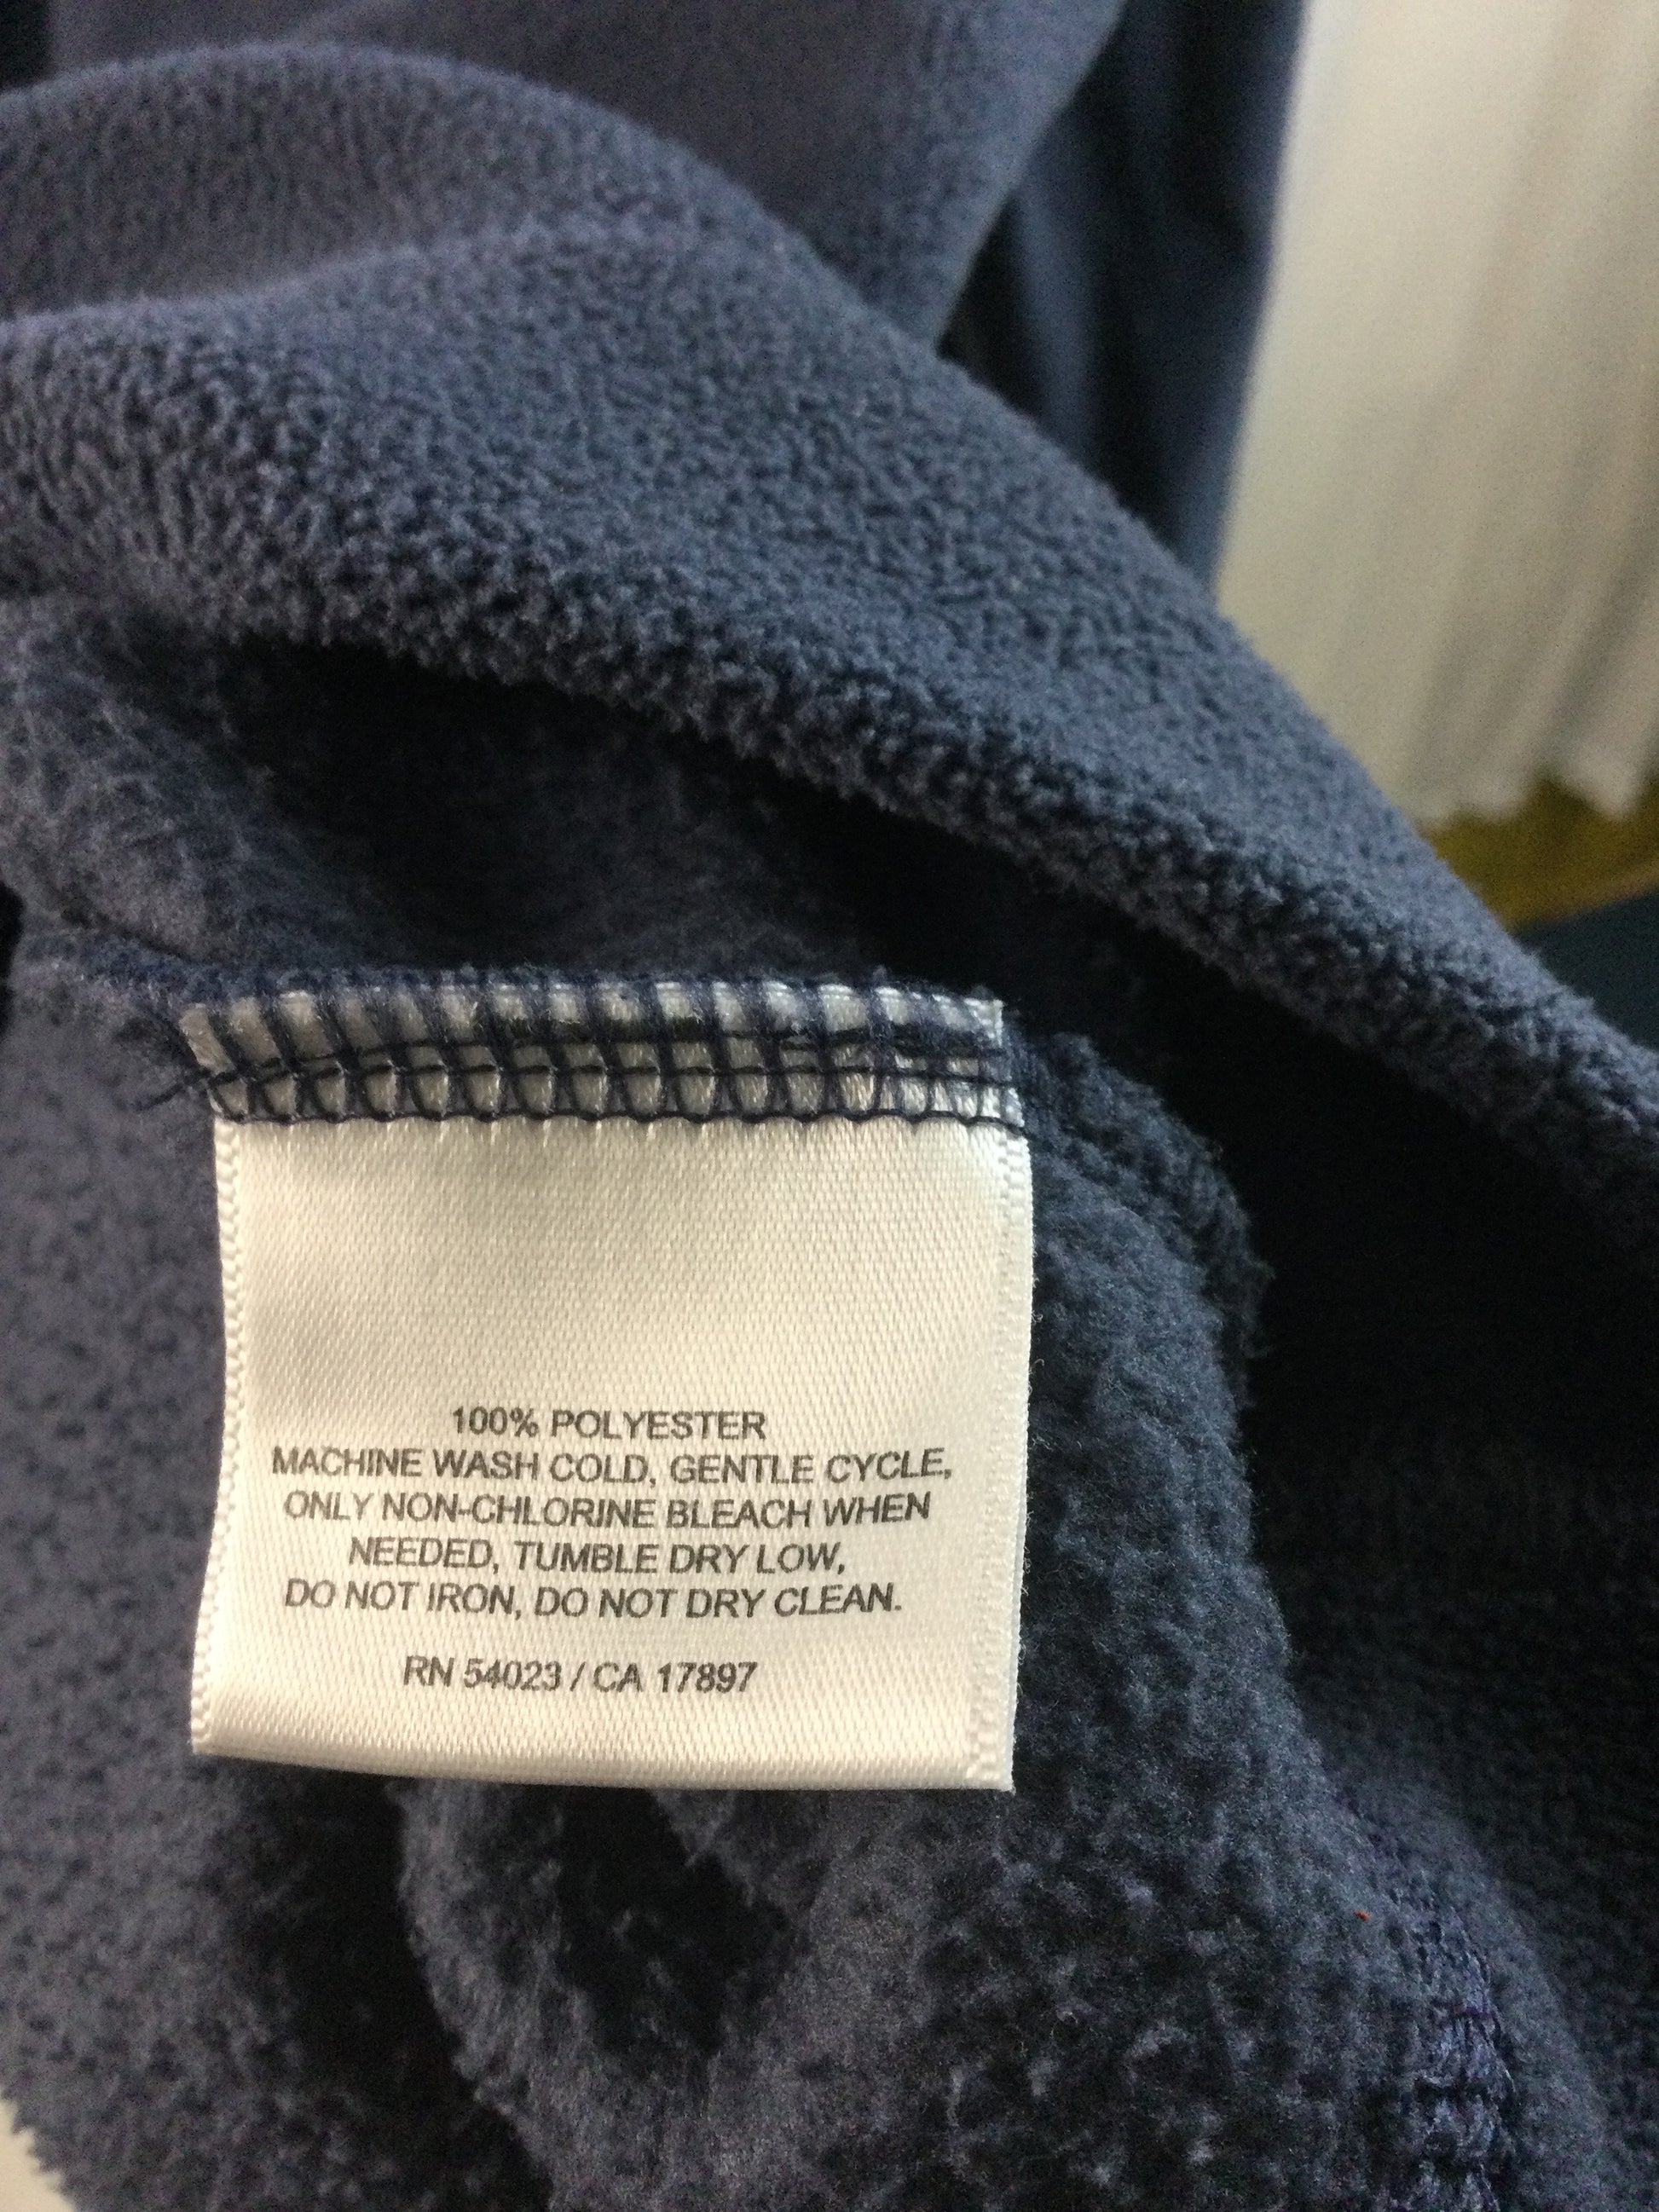 100% POLYESTER
MACHINE WASH COLD, GENTLE CYCLE,
ONLY NON-CHLORINE BLEACH WHEN
NEEDED, TUMBLE DRY LOW,
DO NOT IRON, DO NOT DRY CLEAN.
RN 54023 / CA 17897